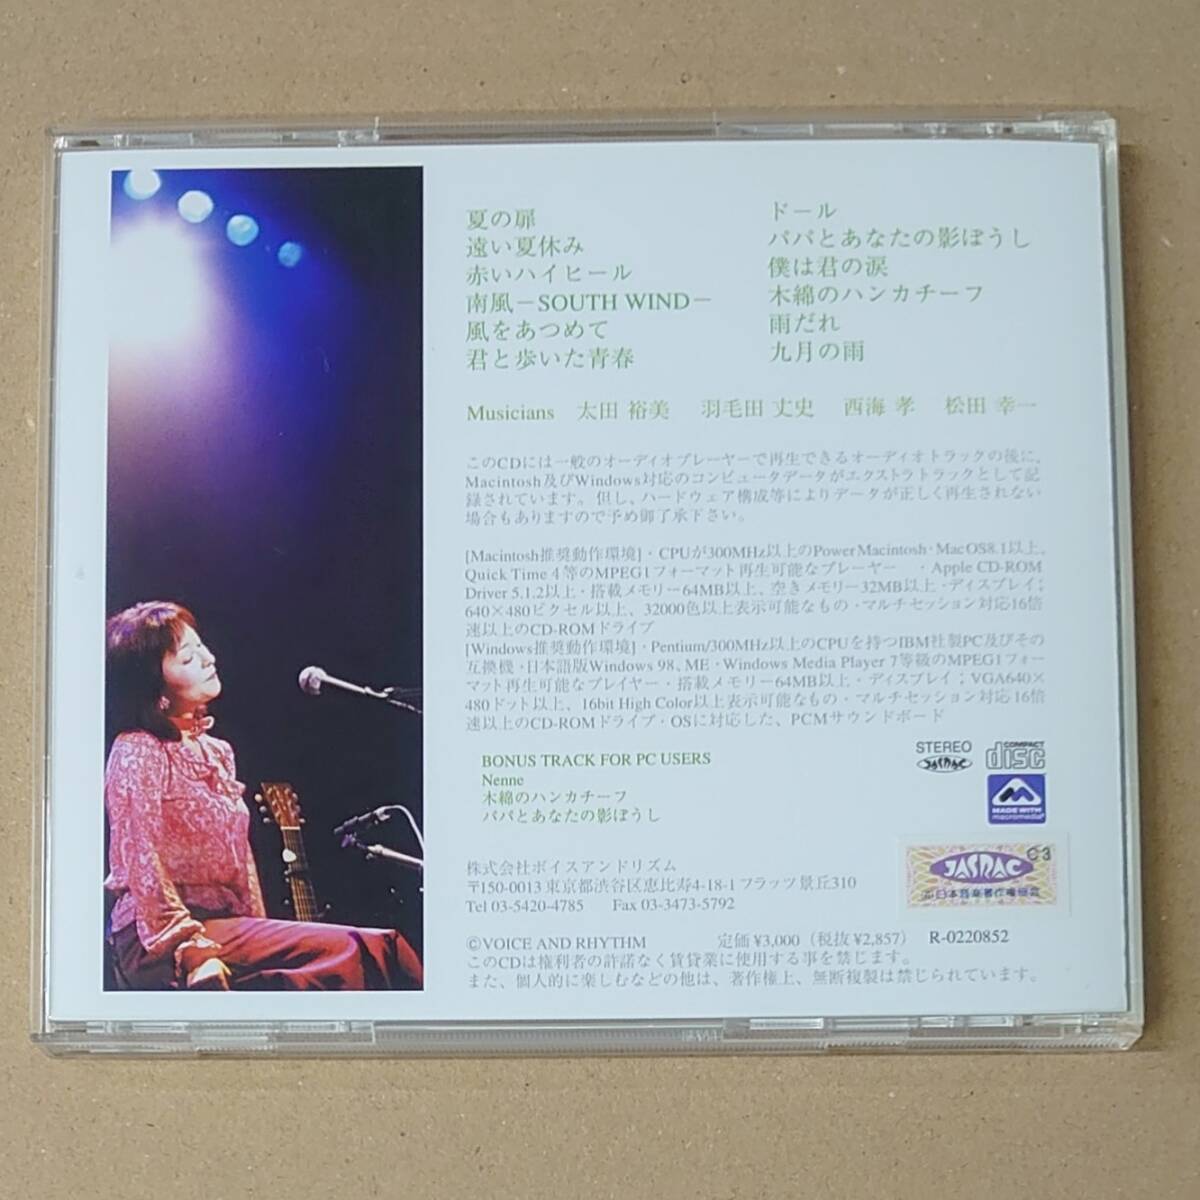 夏の扉
遠い夏休み
赤いハイヒール
南風－SOUTH WIND－
風をあつめて
君と歩いた青春
ドール
パパとあなたの影ぼうし
僕は君の涙
木綿のハンカチーフ
雨だれ
九月の雨
Musicians 太田 裕美 羽毛田 丈史 西海 孝 松田 幸一
このCDには一般のオーディオプレーヤーで再生できるオーディオトラックの後に、
Macintosh及びWindows対応のコンピュータデータがエクストラトラックとして記
録されています。但し、ハードウェア構成等によりデータが正しく再生されない
場合もありますので予め御了承下さい。
[Macintosh推奨動作環境]・CPUが300MHz以上のPower Macintosh・Mac OS8.1以上、
Quick Time 4等のMPEG1フォーマット再生可能なプレーヤー ・Apple CD-ROM
Driver 5.1.2以上・搭載メモリー64MB以上、空きメモリー32MB以上・ディスプレイ；
640×480ピクセル以上、32000色以上表示可能なもの・マルチセッション対応16倍
速以上のCD-ROMドライブ
[Windows推奨動作環境]・Pentium/300MHz以上のCPUを持つIBM社製PC及びその
互換機・日本語版Windows 98、ME・Windows Media Player 7等級のMPEG1フォー
マット再生可能なプレイヤー・搭載メモリー64MB以上・ディスプレイ；VGA640×
480ドット以上、16bit High Color以上表示可能なもの・マルチセッション対応16倍
速以上のCD-ROMドライブ・OSに対応した、PCMサウンドボード
BONUS TRACK FOR PC USERS
Nenne
木綿のハンカチーフ
パパとあなたの影ぼうし
STEREO
JASRAC
COMPACT
disc
MADE WITH
macromedia
株式会社ボイスアンドリズム
〒150-0013 東京都渋谷区恵比寿4-18-1 フラッツ景丘310
Tel 03-5420-4785 Fax 03-3473-5792
C3
JASRAC
日本音楽著作権協会
©VOICE AND RHYTHM 定価 ¥3,000（税抜 ¥2,857） R-0220852
このCDは権利者の許諾なく賃貸業に使用する事を禁じます。
また、個人的に楽しむなどの他は、著作権上、無断複製は禁じられています。